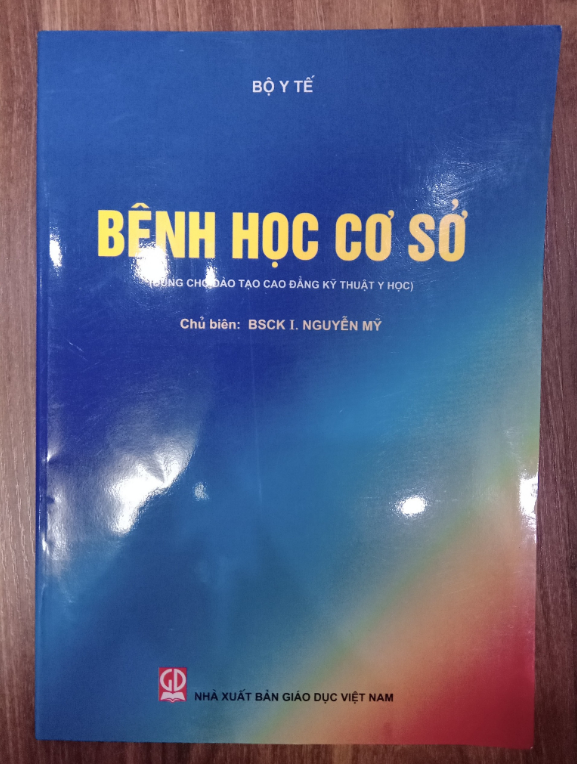 BỘ Y TẾ
BỆNH HỌC CƠ SỞ
(DÙNG CHO ĐÀO TẠO CAO ĐẲNG KỸ THUẬT Y HỌC)
Chủ biên: BSCK I. NGUYỄN MỸ
GD
NHÀ XUẤT BẢN GIÁO DỤC VIỆT NAM